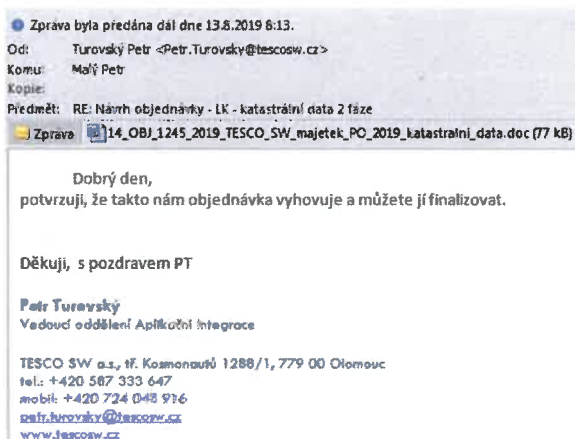 Zpráva byla předána dál dne 13.8.2019 8:13.
Od: Turovský Petr <Petr.Turovsky@tescosw.cz>
Komu: Malý Petr
Kopie:
Předmět: RE: Návrh objednávky - LK - katastrální data 2 fáze
Zpráva 14_OBJ_1245_2019_TESCO_SW_majetek_PO_2019_katastralni_data.doc (77 kB)
Dobrý den,
potvrzuji, že takto nám objednávka vyhovuje a můžete jí finalizovat.
Děkuji, s pozdravem PT
Petr Turovský
Vedoucí oddělení Aplikační integrace
TESCO SW a.s., tř. Kosmonautů 1288/1, 779 00 Olomouc
tel.: +420 587 333 647
mobil: +420 724 048 916
petr.turovsky@tescosw.cz
www.tescosw.cz